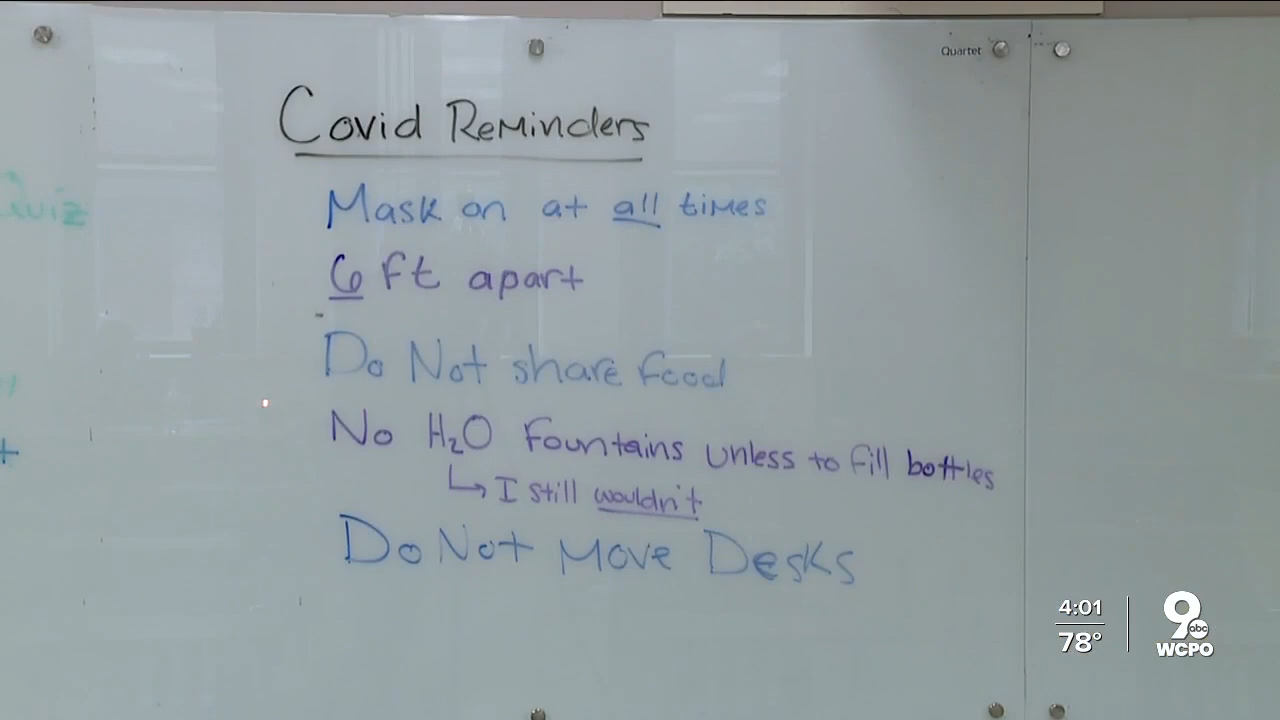 Quartet
Covid Reminders
Quiz
Mask on at all times
6 ft apart
Do Not share food
No H₂O Fountains unless to fill bottles
↳ I still wouldn't
Do Not Move Desks
4:01
78°
9
abc
WCPO